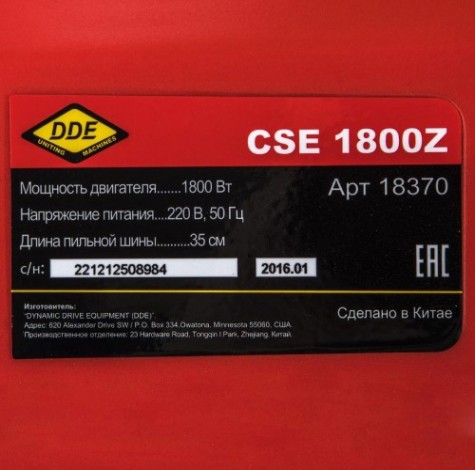 DDE
UNITING MACHINES
CSE 1800Z
Мощность двигателя.......1800 Вт
Арт 18370
Напряжение питания....220 В, 50 Гц
Длина пильной шины..........35 см
с/н: 221212508984 2016.01
EAC
Изготовитель:
"DYNAMIC DRIVE EQUIPMENT (DDE)".
Адрес: 620 Alexander Drive SW / P.O. Box 334,Owatona, Minnesota 55060, США.
Производственное отделение: 23 Hardware Road, Tongqin I Park, Zhejiang, Китай.
Сделано в Китае